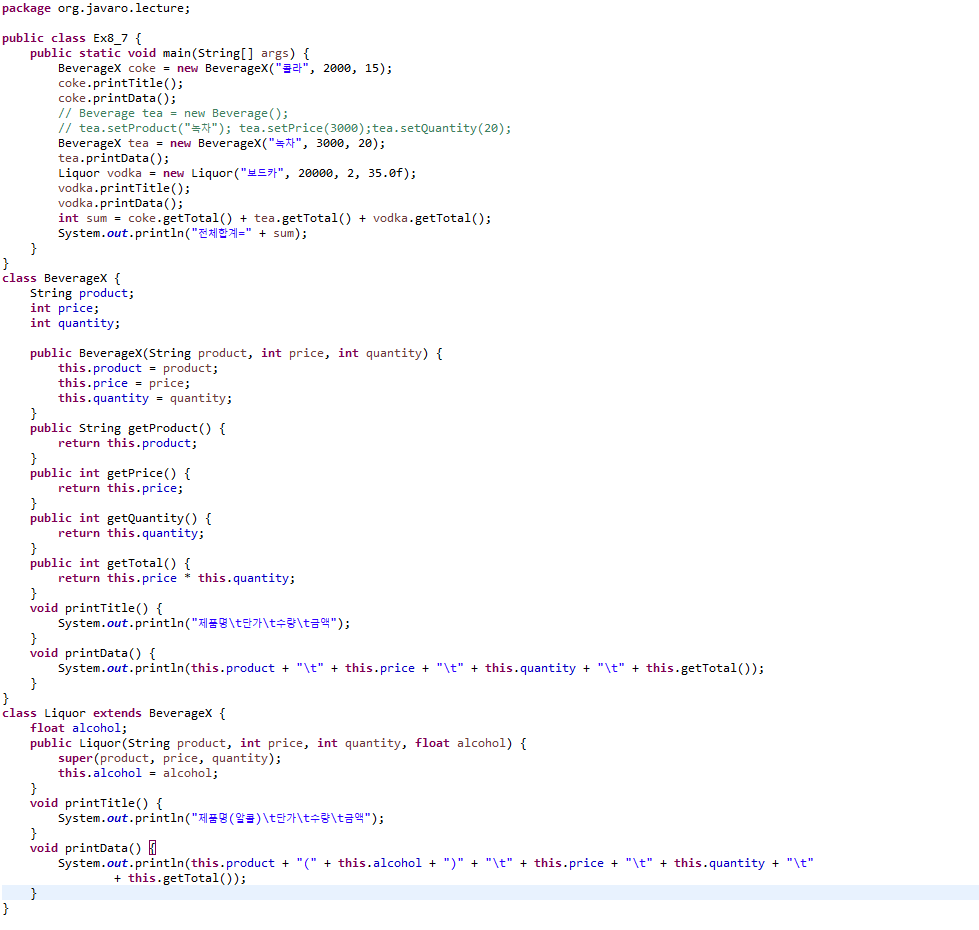 package org.javaro.lecture;

public class Ex8_7 {
    public static void main(String[] args) {
        BeverageX coke = new BeverageX("콜라", 2000, 15);
        coke.printTitle();
        coke.printData();
        // Beverage tea = new Beverage();
        // tea.setProduct("녹차"); tea.setPrice(3000);tea.setQuantity(20);
        BeverageX tea = new BeverageX("녹차", 3000, 20);
        tea.printData();
        Liquor vodka = new Liquor("보드카", 20000, 2, 35.0f);
        vodka.printTitle();
        vodka.printData();
        int sum = coke.getTotal() + tea.getTotal() + vodka.getTotal();
        System.out.println("전체합계=" + sum);
    }
}
class BeverageX {
    String product;
    int price;
    int quantity;

    public BeverageX(String product, int price, int quantity) {
        this.product = product;
        this.price = price;
        this.quantity = quantity;
    }
    public String getProduct() {
        return this.product;
    }
    public int getPrice() {
        return this.price;
    }
    public int getQuantity() {
        return this.quantity;
    }
    public int getTotal() {
        return this.price * this.quantity;
    }
    void printTitle() {
        System.out.println("제품명\t단가\t수량\t금액");
    }
    void printData() {
        System.out.println(this.product + "\t" + this.price + "\t" + this.quantity + "\t" + this.getTotal());
    }
}
class Liquor extends BeverageX {
    float alcohol;
    public Liquor(String product, int price, int quantity, float alcohol) {
        super(product, price, quantity);
        this.alcohol = alcohol;
    }
    void printTitle() {
        System.out.println("제품명(알콜)\t단가\t수량\t금액");
    }
    void printData() {
        System.out.println(this.product + "(" + this.alcohol + ")" + "\t" + this.price + "\t" + this.quantity + "\t"
                + this.getTotal());
    }
}